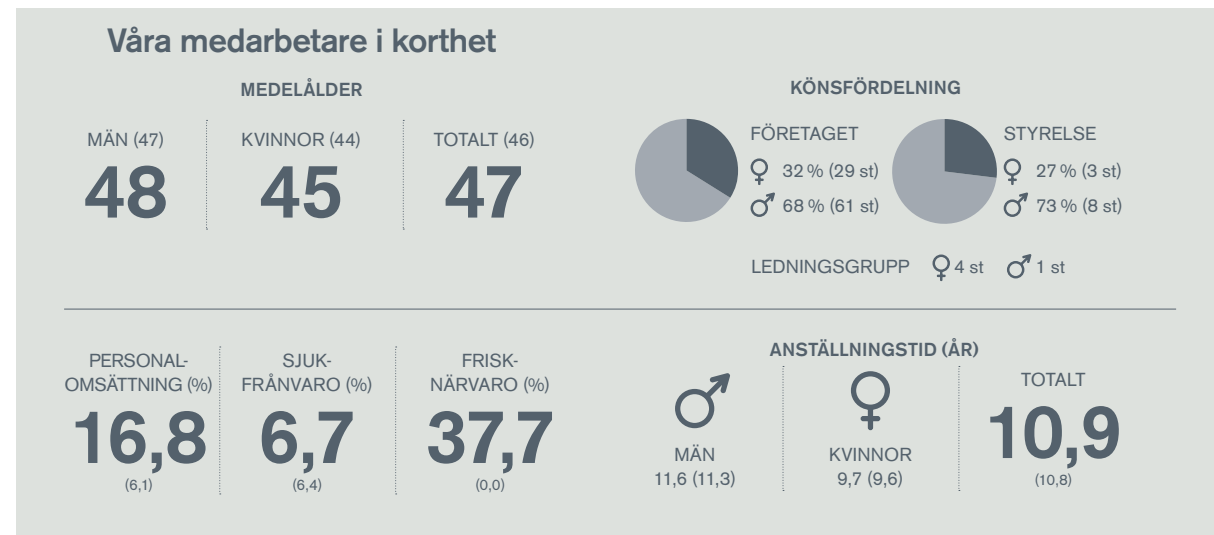 Våra medarbetare i korthet
MEDELÅLDER
MÄN (47)
48
KVINNOR (44)
45
TOTALT (46)
47
KÖNSFÖRDELNING
FÖRETAGET
♀ 32 % (29 st)
♂ 68 % (61 st)
STYRELSE
♀ 27 % (3 st)
♂ 73 % (8 st)
LEDNINGSGRUPP ♀ 4 st ♂ 1 st
PERSONAL-
OMSÄTTNING (%)
16,8
(6,1)
SJUK-
FRÅNVARO (%)
6,7
(6,4)
FRISK-
NÄRVARO (%)
37,7
(0,0)
ANSTÄLLNINGSTID (ÅR)
♂
MÄN
11,6 (11,3)
♀
KVINNOR
9,7 (9,6)
TOTALT
10,9
(10,8)